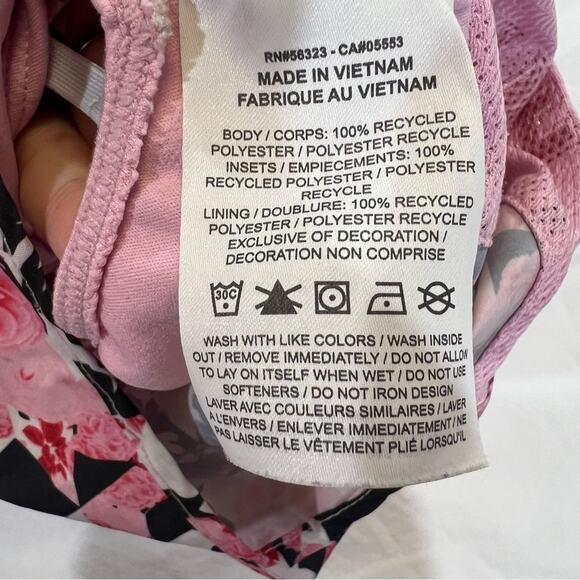 RN#56323 - CA#05553
MADE IN VIETNAM
FABRIQUE AU VIETNAM
BODY / CORPS: 100% RECYCLED
POLYESTER / POLYESTER RECYCLE
INSETS / EMPIECEMENTS: 100%
RECYCLED POLYESTER / POLYESTER
RECYCLE
LINING / DOUBLURE: 100% RECYCLED
POLYESTER / POLYESTER RECYCLE
EXCLUSIVE OF DECORATION /
DECORATION NON COMPRISE
30C
WASH WITH LIKE COLORS / WASH INSIDE
OUT / REMOVE IMMEDIATELY / DO NOT ALLOW
TO LAY ON ITSELF WHEN WET / DO NOT USE
SOFTENERS / DO NOT IRON DESIGN
LAVER AVEC COULEURS SIMILAIRES / LAVER
A L'ENVERS / ENLEVER IMMEDIATEMENT / NE
PAS LAISSER LE VÊTEMENT PLIÉ LORSQU'IL